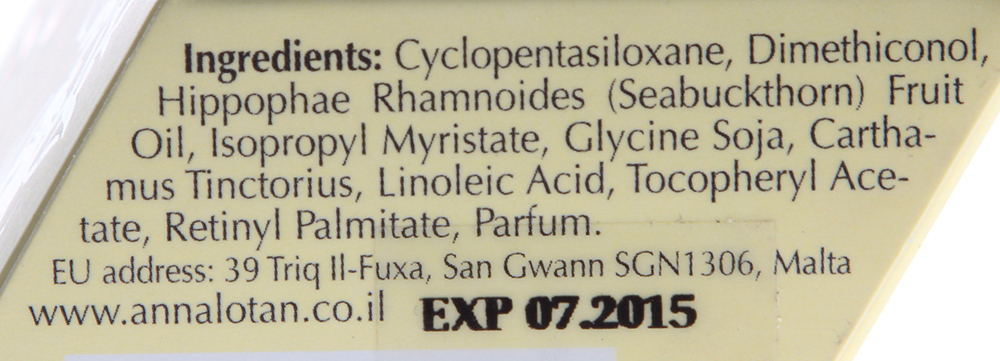 Ingredients: Cyclopentasiloxane, Dimethiconol,
Hippophae Rhamnoides (Seabuckthorn) Fruit
Oil, Isopropyl Myristate, Glycine Soja, Cartha-
mus Tinctorius, Linoleic Acid, Tocopheryl Ace-
tate, Retinyl Palmitate, Parfum.
EU address: 39 Triq Il-Fuxa, San Gwann SGN1306, Malta
www.annalotan.co.il
EXP 07.2015